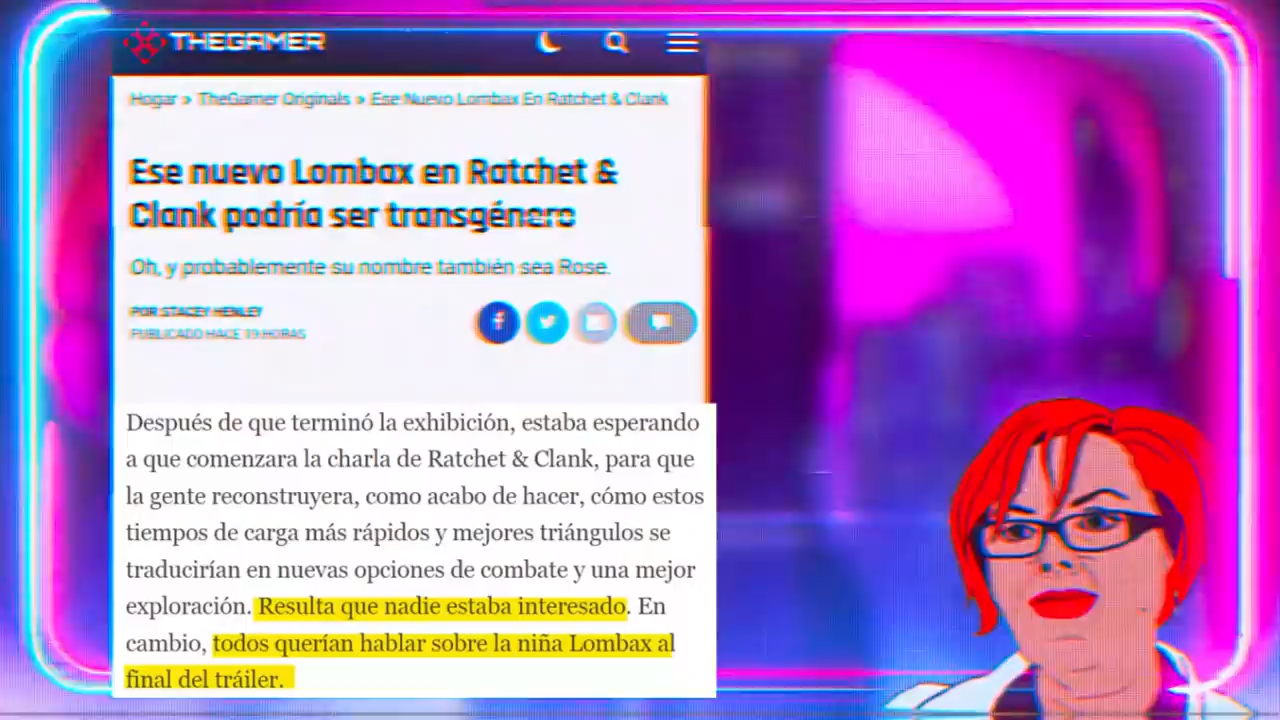 THEGAMER
Hogar » TheGamer Originals » Ese Nuevo Lombax En Ratchet & Clank
Ese nuevo Lombax en Ratchet &
Clank podría ser transgénero
Oh, y probablemente su nombre también sea Rose.
POR STACEY HENLEY
PUBLICADO HACE 19 HORAS
Después de que terminó la exhibición, estaba esperando
a que comenzara la charla de Ratchet & Clank, para que
la gente reconstruyera, como acabo de hacer, cómo estos
tiempos de carga más rápidos y mejores triángulos se
traducirían en nuevas opciones de combate y una mejor
exploración. Resulta que nadie estaba interesado. En
cambio, todos querían hablar sobre la niña Lombax al
final del tráiler.